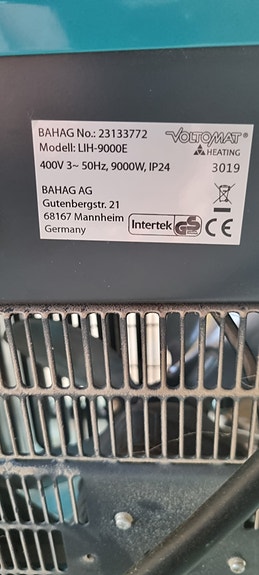 BAHAG No.: 23133772
VOLTOMAT®
Modell: LIH-9000E
HEATING
400V 3~ 50Hz, 9000W, IP24
3019
BAHAG AG
Gutenbergstr. 21
68167 Mannheim
Germany
Intertek GS CE